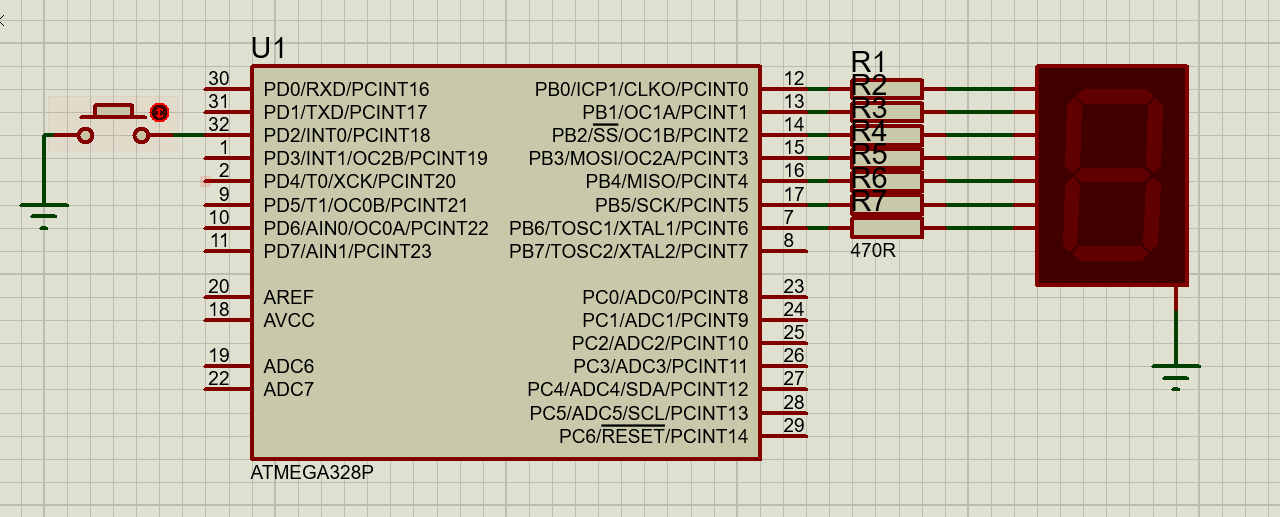 U1
30 PD0/RXD/PCINT16
31 PD1/TXD/PCINT17
32 PD2/INT0/PCINT18
1 PD3/INT1/OC2B/PCINT19
2 PD4/T0/XCK/PCINT20
9 PD5/T1/OC0B/PCINT21
10 PD6/AIN0/OC0A/PCINT22
11 PD7/AIN1/PCINT23
20 AREF
18 AVCC
19 ADC6
22 ADC7
PB0/ICP1/CLKO/PCINT0 12
PB1/OC1A/PCINT1 13
PB2/SS/OC1B/PCINT2 14
PB3/MOSI/OC2A/PCINT3 15
PB4/MISO/PCINT4 16
PB5/SCK/PCINT5 17
PB6/TOSC1/XTAL1/PCINT6 7
PB7/TOSC2/XTAL2/PCINT7 8
PC0/ADC0/PCINT8 23
PC1/ADC1/PCINT9 24
PC2/ADC2/PCINT10 25
PC3/ADC3/PCINT11 26
PC4/ADC4/SDA/PCINT12 27
PC5/ADC5/SCL/PCINT13 28
PC6/RESET/PCINT14 29
ATMEGA328P
R1
R2
R3
R4
R5
R6
R7
470R